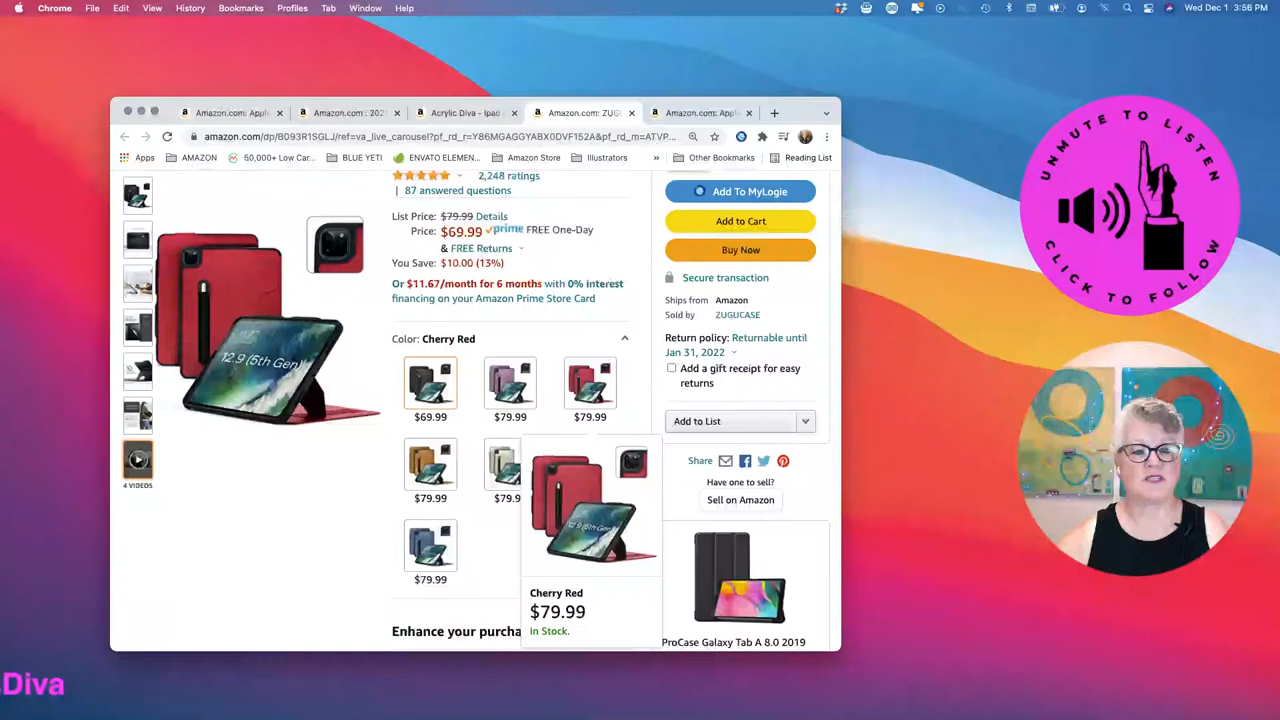 Chrome File Edit View History Bookmarks Profiles Tab Window Help
Wed Dec 1 3:56 PM
Amazon.com: Apple
Amazon.com: 202
Acrylic Diva - Ipad
Amazon.com: ZUG
Amazon.com: Apple
amazon.com/dp/B093R1SGLJ/ref=va_live_carousel?pf_rd_r=Y86MGAGGYABX0DVF152A&pf_rd_m=ATVP...
Apps AMAZON 50,000+ Low Car... BLUE YETI ENVATO ELEMEN... Amazon Store Illustrators » Other Bookmarks Reading List
2,248 ratings
| 87 answered questions
List Price: $79.99 Details
Price: $69.99 prime FREE One-Day
& FREE Returns
You Save: $10.00 (13%)
Or $11.67/month for 6 months with 0% interest
financing on your Amazon Prime Store Card
Color: Cherry Red
$69.99 $79.99 $79.99
$79.99 $79.9
$79.99
12.9 (5th Gen)
4 VIDEOS
Cherry Red
$79.99
In Stock.
Enhance your purcha
Add To MyLogie
Add to Cart
Buy Now
Secure transaction
Ships from Amazon
Sold by ZUGUCASE
Return policy: Returnable until
Jan 31, 2022
Add a gift receipt for easy
returns
Add to List
Share
Have one to sell?
Sell on Amazon
ProCase Galaxy Tab A 8.0 2019
UNMUTE TO LISTEN
CLICK TO FOLLOW
Diva